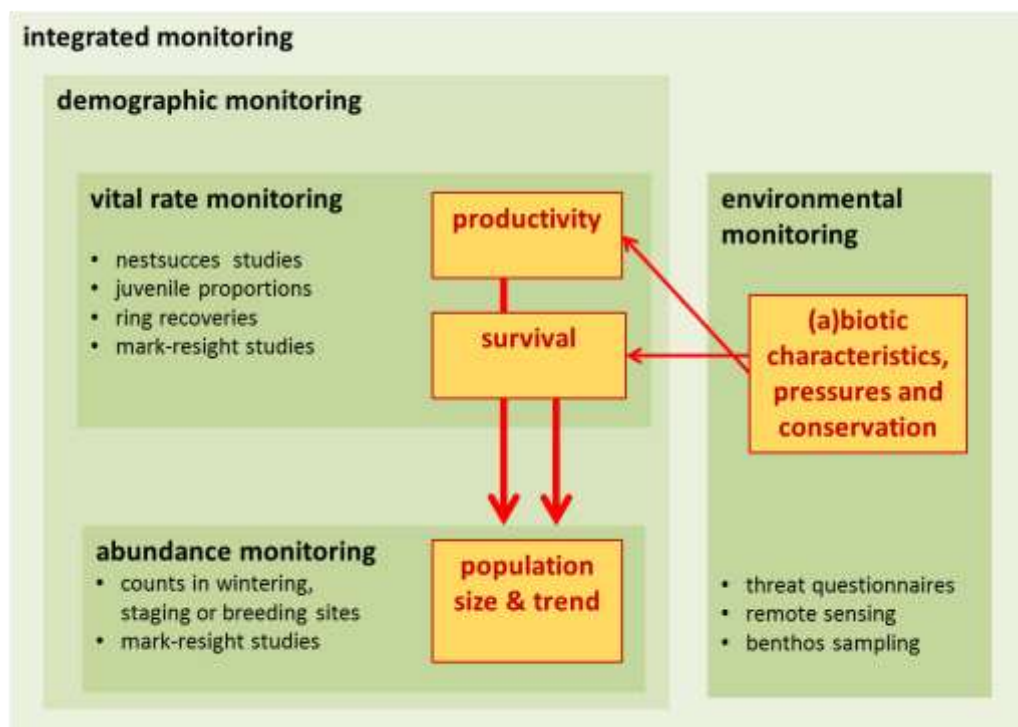 integrated monitoring
demographic monitoring
vital rate monitoring
• nestsucces studies
• juvenile proportions
• ring recoveries
• mark-resight studies
productivity
survival
environmental
monitoring
(a)biotic
characteristics,
pressures and
conservation
abundance monitoring
• counts in wintering,
staging or breeding sites
• mark-resight studies
population
size & trend
• threat questionnaires
• remote sensing
• benthos sampling